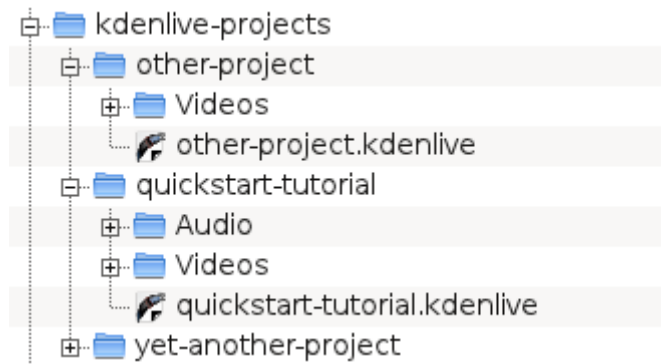 kdenlive-projects
other-project
Videos
other-project.kdenlive
quickstart-tutorial
Audio
Videos
quickstart-tutorial.kdenlive
yet-another-project